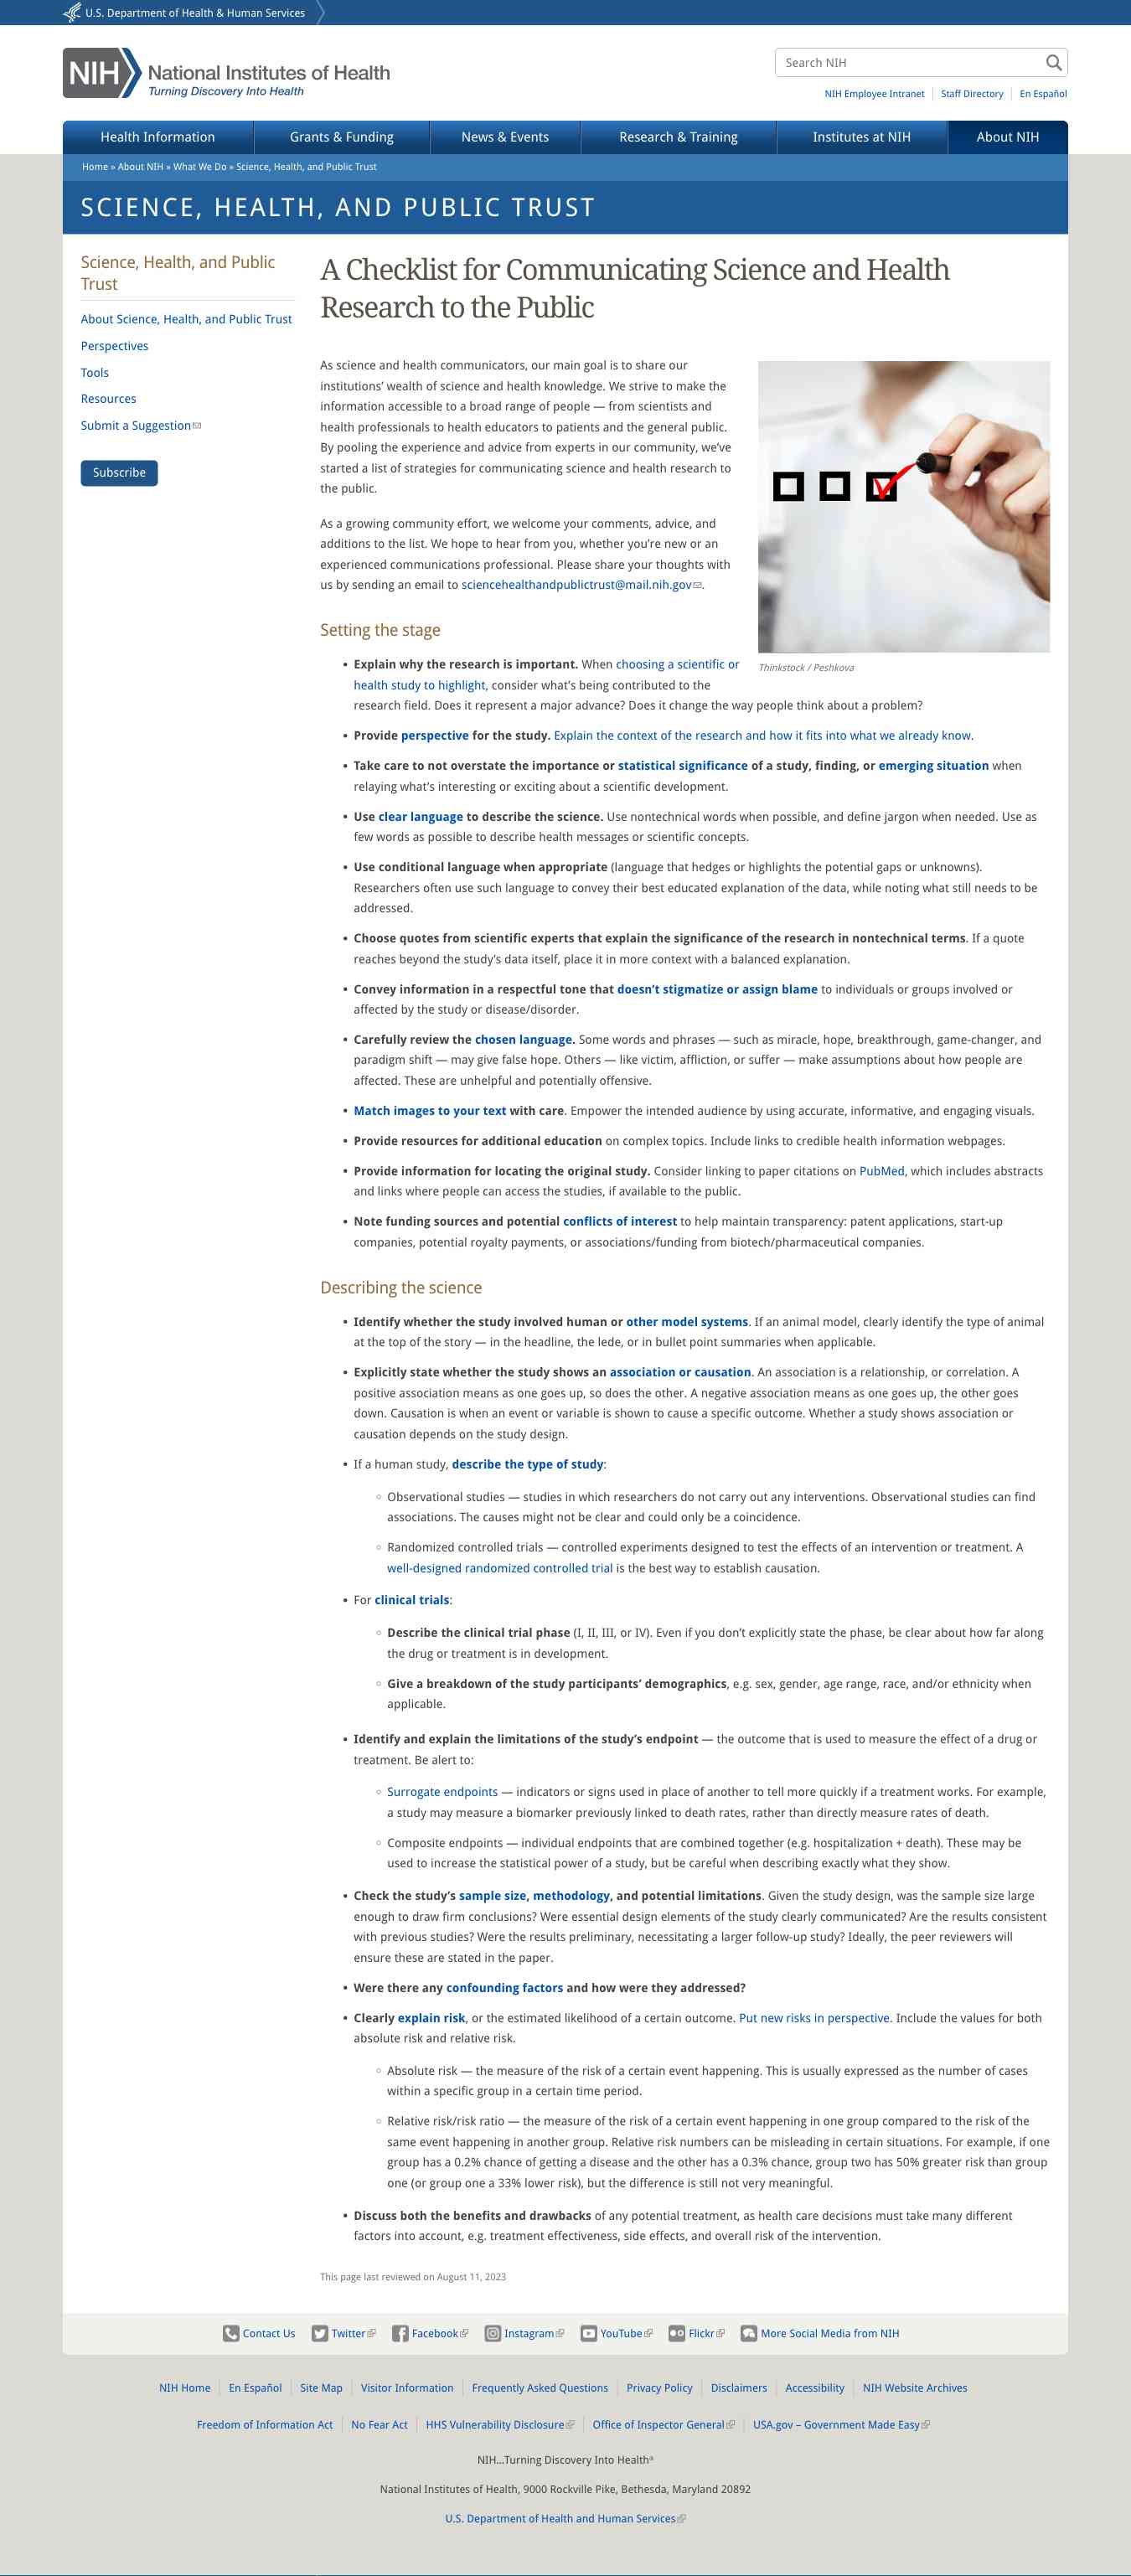 U.S. Department of Health & Human Services
NIH National Institutes of Health
Turning Discovery Into Health
Search NIH
NIH Employee Intranet
Staff Directory
En Español
Health Information
Grants & Funding
News & Events
Research & Training
Institutes at NIH
About NIH
Home » About NIH » What We Do » Science, Health, and Public Trust
SCIENCE, HEALTH, AND PUBLIC TRUST
Science, Health, and Public
Trust
About Science, Health, and Public Trust
Perspectives
Tools
Resources
Submit a Suggestion
Subscribe
A Checklist for Communicating Science and Health
Research to the Public
As science and health communicators, our main goal is to share our
institutions' wealth of science and health knowledge. We strive to make the
information accessible to a broad range of people — from scientists and
health professionals to health educators to patients and the general public.
By pooling the experience and advice from experts in our community, we've
started a list of strategies for communicating science and health research to
the public.
As a growing community effort, we welcome your comments, advice, and
additions to the list. We hope to hear from you, whether you're new or an
experienced communications professional. Please share your thoughts with
us by sending an email to sciencehealthandpublictrust@mail.nih.gov.
Thinkstock / Peshkova
Setting the stage
▪ Explain why the research is important. When choosing a scientific or
health study to highlight, consider what's being contributed to the
research field. Does it represent a major advance? Does it change the way people think about a problem?
▪ Provide perspective for the study. Explain the context of the research and how it fits into what we already know.
▪ Take care to not overstate the importance or statistical significance of a study, finding, or emerging situation when
relaying what's interesting or exciting about a scientific development.
▪ Use clear language to describe the science. Use nontechnical words when possible, and define jargon when needed. Use as
few words as possible to describe health messages or scientific concepts.
▪ Use conditional language when appropriate (language that hedges or highlights the potential gaps or unknowns).
Researchers often use such language to convey their best educated explanation of the data, while noting what still needs to be
addressed.
▪ Choose quotes from scientific experts that explain the significance of the research in nontechnical terms. If a quote
reaches beyond the study's data itself, place it in more context with a balanced explanation.
▪ Convey information in a respectful tone that doesn't stigmatize or assign blame to individuals or groups involved or
affected by the study or disease/disorder.
▪ Carefully review the chosen language. Some words and phrases — such as miracle, hope, breakthrough, game-changer, and
paradigm shift — may give false hope. Others — like victim, affliction, or suffer — make assumptions about how people are
affected. These are unhelpful and potentially offensive.
▪ Match images to your text with care. Empower the intended audience by using accurate, informative, and engaging visuals.
▪ Provide resources for additional education on complex topics. Include links to credible health information webpages.
▪ Provide information for locating the original study. Consider linking to paper citations on PubMed, which includes abstracts
and links where people can access the studies, if available to the public.
▪ Note funding sources and potential conflicts of interest to help maintain transparency: patent applications, start-up
companies, potential royalty payments, or associations/funding from biotech/pharmaceutical companies.
Describing the science
▪ Identify whether the study involved human or other model systems. If an animal model, clearly identify the type of animal
at the top of the story — in the headline, the lede, or in bullet point summaries when applicable.
▪ Explicitly state whether the study shows an association or causation. An association is a relationship, or correlation. A
positive association means as one goes up, so does the other. A negative association means as one goes up, the other goes
down. Causation is when an event or variable is shown to cause a specific outcome. Whether a study shows association or
causation depends on the study design.
▪ If a human study, describe the type of study:
○ Observational studies — studies in which researchers do not carry out any interventions. Observational studies can find
associations. The causes might not be clear and could only be a coincidence.
○ Randomized controlled trials — controlled experiments designed to test the effects of an intervention or treatment. A
well-designed randomized controlled trial is the best way to establish causation.
▪ For clinical trials:
○ Describe the clinical trial phase (I, II, III, or IV). Even if you don't explicitly state the phase, be clear about how far along
the drug or treatment is in development.
○ Give a breakdown of the study participants' demographics, e.g. sex, gender, age range, race, and/or ethnicity when
applicable.
▪ Identify and explain the limitations of the study's endpoint — the outcome that is used to measure the effect of a drug or
treatment. Be alert to:
○ Surrogate endpoints — indicators or signs used in place of another to tell more quickly if a treatment works. For example,
a study may measure a biomarker previously linked to death rates, rather than directly measure rates of death.
○ Composite endpoints — individual endpoints that are combined together (e.g. hospitalization + death). These may be
used to increase the statistical power of a study, but be careful when describing exactly what they show.
▪ Check the study's sample size, methodology, and potential limitations. Given the study design, was the sample size large
enough to draw firm conclusions? Were essential design elements of the study clearly communicated? Are the results consistent
with previous studies? Were the results preliminary, necessitating a larger follow-up study? Ideally, the peer reviewers will
ensure these are stated in the paper.
▪ Were there any confounding factors and how were they addressed?
▪ Clearly explain risk, or the estimated likelihood of a certain outcome. Put new risks in perspective. Include the values for both
absolute risk and relative risk.
○ Absolute risk — the measure of the risk of a certain event happening. This is usually expressed as the number of cases
within a specific group in a certain time period.
○ Relative risk/risk ratio — the measure of the risk of a certain event happening in one group compared to the risk of the
same event happening in another group. Relative risk numbers can be misleading in certain situations. For example, if one
group has a 0.2% chance of getting a disease and the other has a 0.3% chance, group two has 50% greater risk than group
one (or group one a 33% lower risk), but the difference is still not very meaningful.
▪ Discuss both the benefits and drawbacks of any potential treatment, as health care decisions must take many different
factors into account, e.g. treatment effectiveness, side effects, and overall risk of the intervention.
This page last reviewed on August 11, 2023
Contact Us
Twitter
Facebook
Instagram
YouTube
Flickr
More Social Media from NIH
NIH Home
En Español
Site Map
Visitor Information
Frequently Asked Questions
Privacy Policy
Disclaimers
Accessibility
NIH Website Archives
Freedom of Information Act
No Fear Act
HHS Vulnerability Disclosure
Office of Inspector General
USA.gov – Government Made Easy
NIH…Turning Discovery Into Health®
National Institutes of Health, 9000 Rockville Pike, Bethesda, Maryland 20892
U.S. Department of Health and Human Services